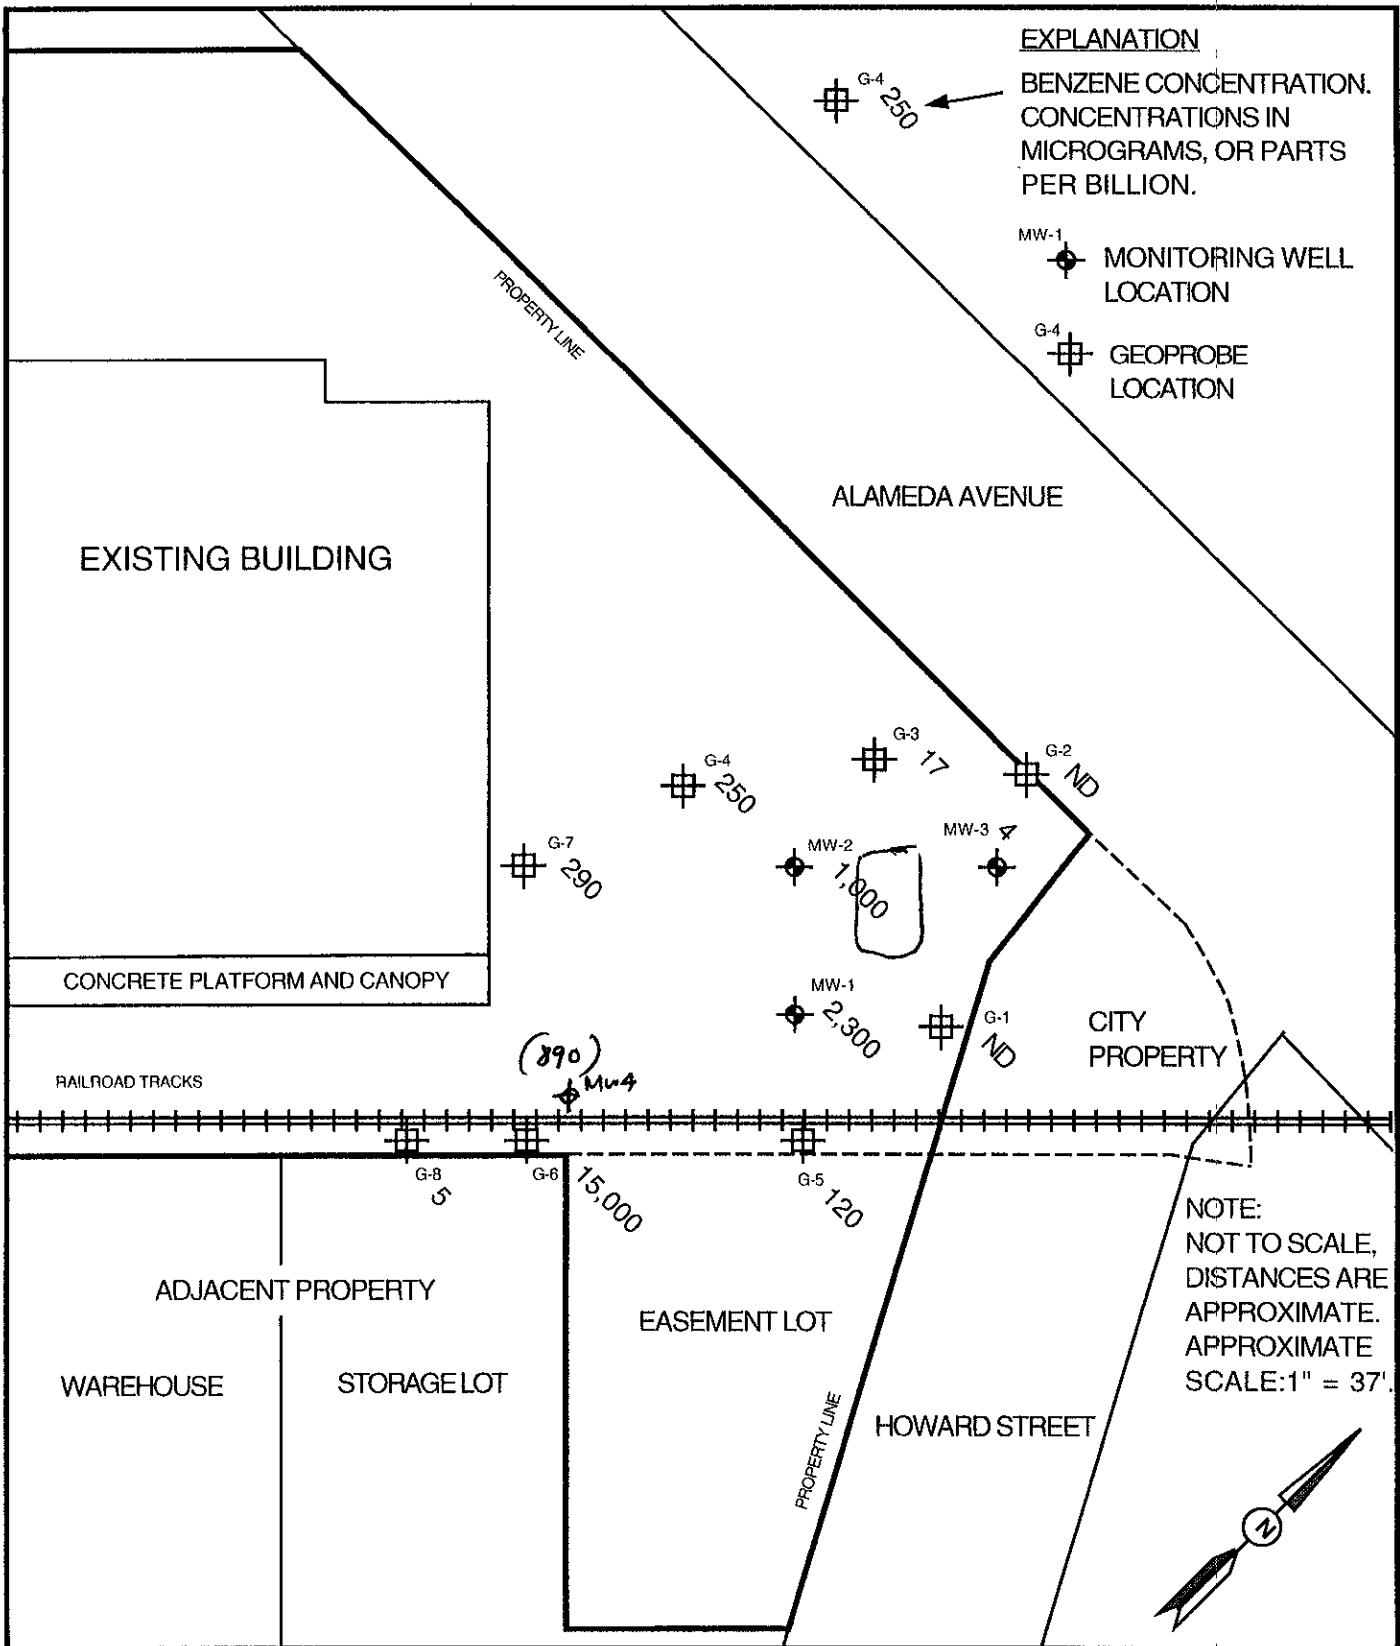 EXPLANATION
G-4 250
BENZENE CONCENTRATION.
CONCENTRATIONS IN
MICROGRAMS, OR PARTS
PER BILLION.
MW-1
MONITORING WELL
LOCATION
G-4
GEOPROBE
LOCATION
PROPERTY LINE
ALAMEDA AVENUE
EXISTING BUILDING
G-3 17
G-2 ND
G-4 250
MW-3 4
G-7 290
MW-2 1,000
CONCRETE PLATFORM AND CANOPY
MW-1 2,300
G-1 ND
CITY
PROPERTY
(890)
MW4
RAILROAD TRACKS
G-8 5
G-6 15,000
G-5 120
NOTE:
NOT TO SCALE,
DISTANCES ARE
APPROXIMATE.
APPROXIMATE
SCALE:1" = 37'.
ADJACENT PROPERTY
EASEMENT LOT
WAREHOUSE
STORAGE LOT
PROPERTY LINE
HOWARD STREET
N